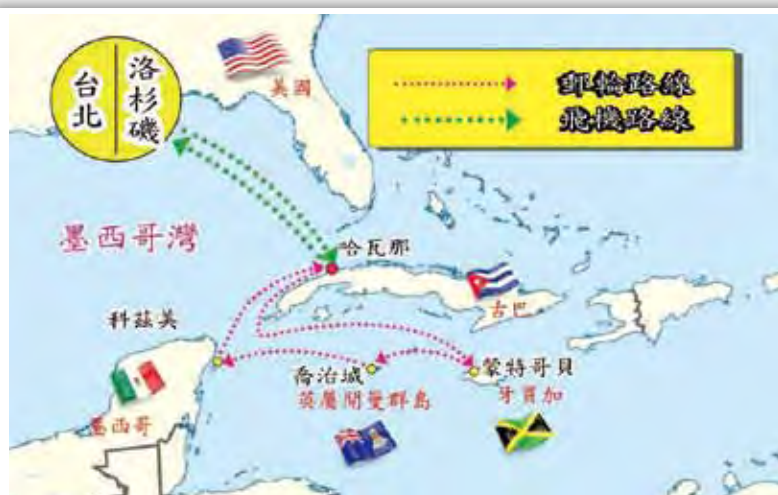 台北
洛杉磯
美國
郵輪路線
飛機路線
墨西哥灣
哈瓦那
古巴
科茲美
墨西哥
喬治城
英屬開曼群島
蒙特哥貝
牙買加